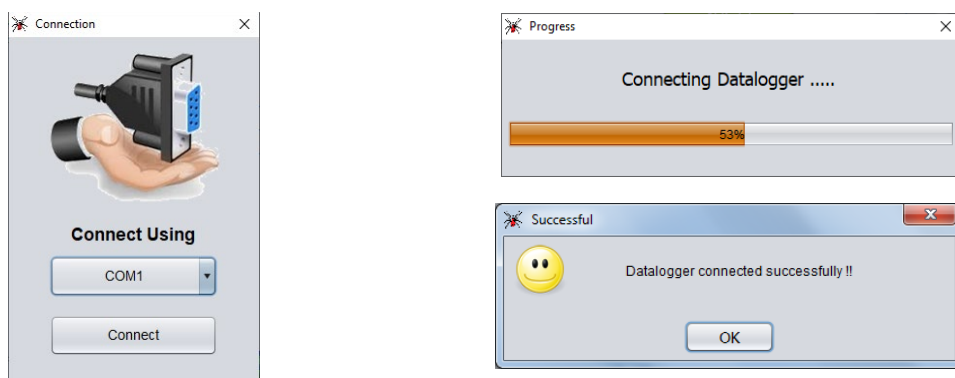 Connection
Connect Using
COM1
Connect
Progress
Connecting Datalogger .....
53%
Successful
Datalogger connected successfully !!
OK